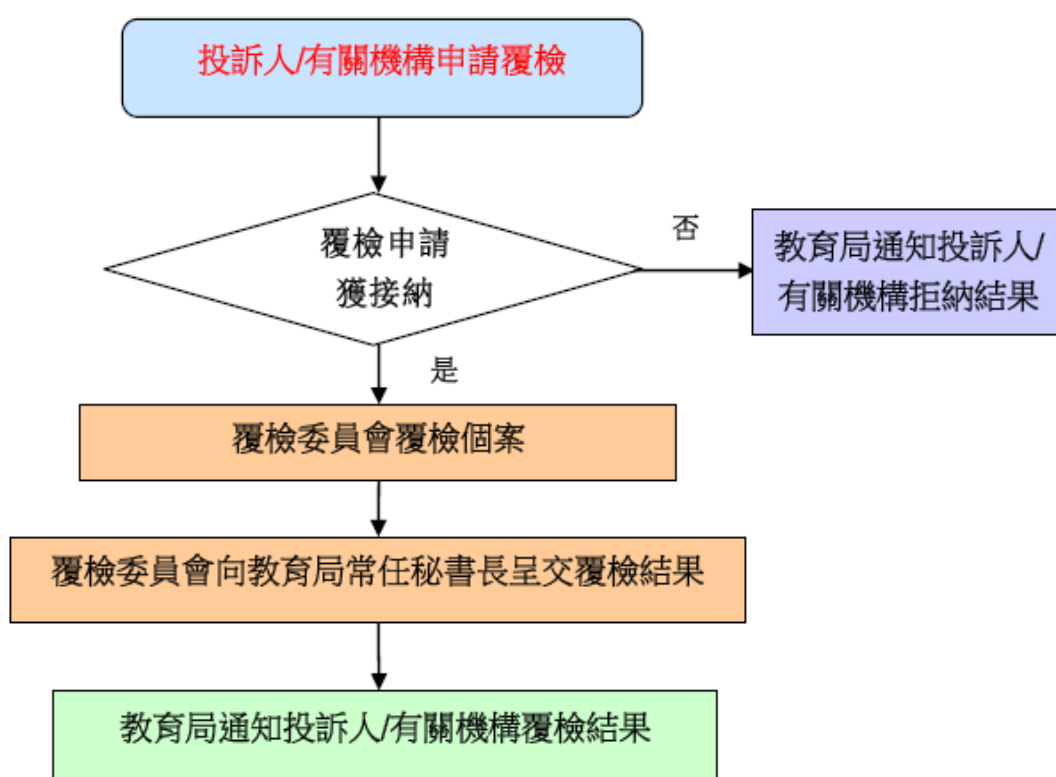 投訴人/有關機構申請覆檢
覆檢申請
獲接納
否
教育局通知投訴人/
有關機構拒納結果
是
覆檢委員會覆檢個案
覆檢委員會向教育局常任秘書長呈交覆檢結果
教育局通知投訴人/有關機構覆檢結果